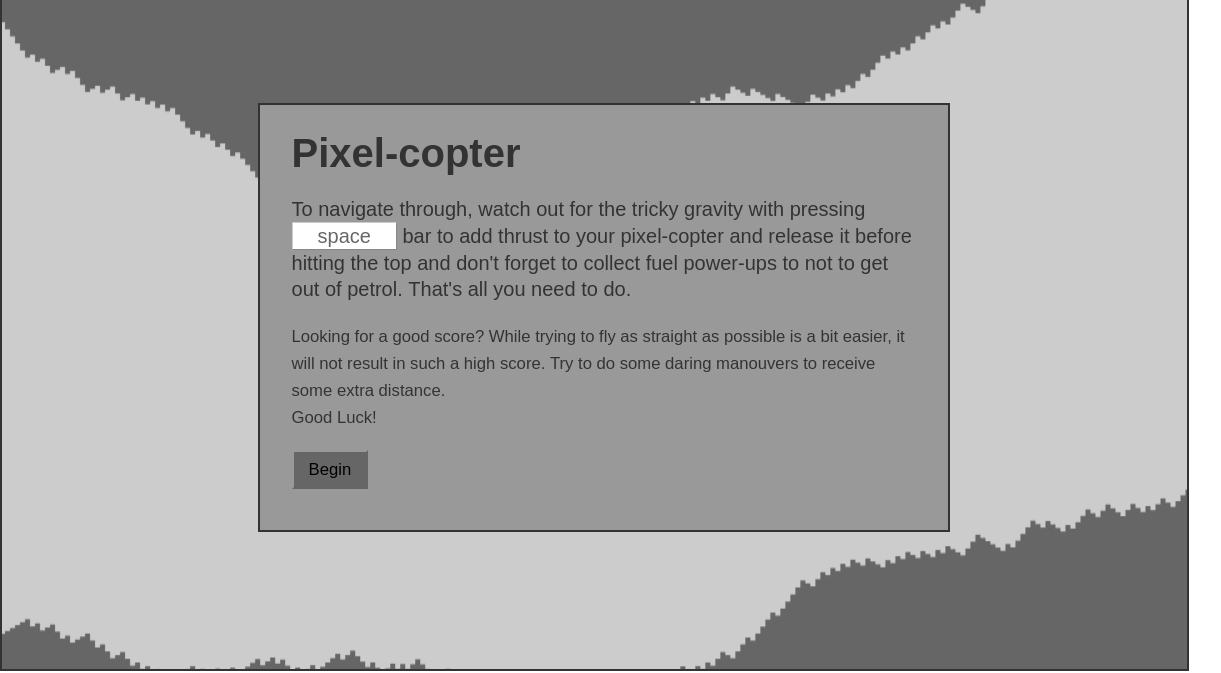 Pixel-copter
To navigate through, watch out for the tricky gravity with pressing
space bar to add thrust to your pixel-copter and release it before
hitting the top and don't forget to collect fuel power-ups to not to get
out of petrol. That's all you need to do.
Looking for a good score? While trying to fly as straight as possible is a bit easier, it
will not result in such a high score. Try to do some daring manouvers to receive
some extra distance.
Good Luck!
Begin